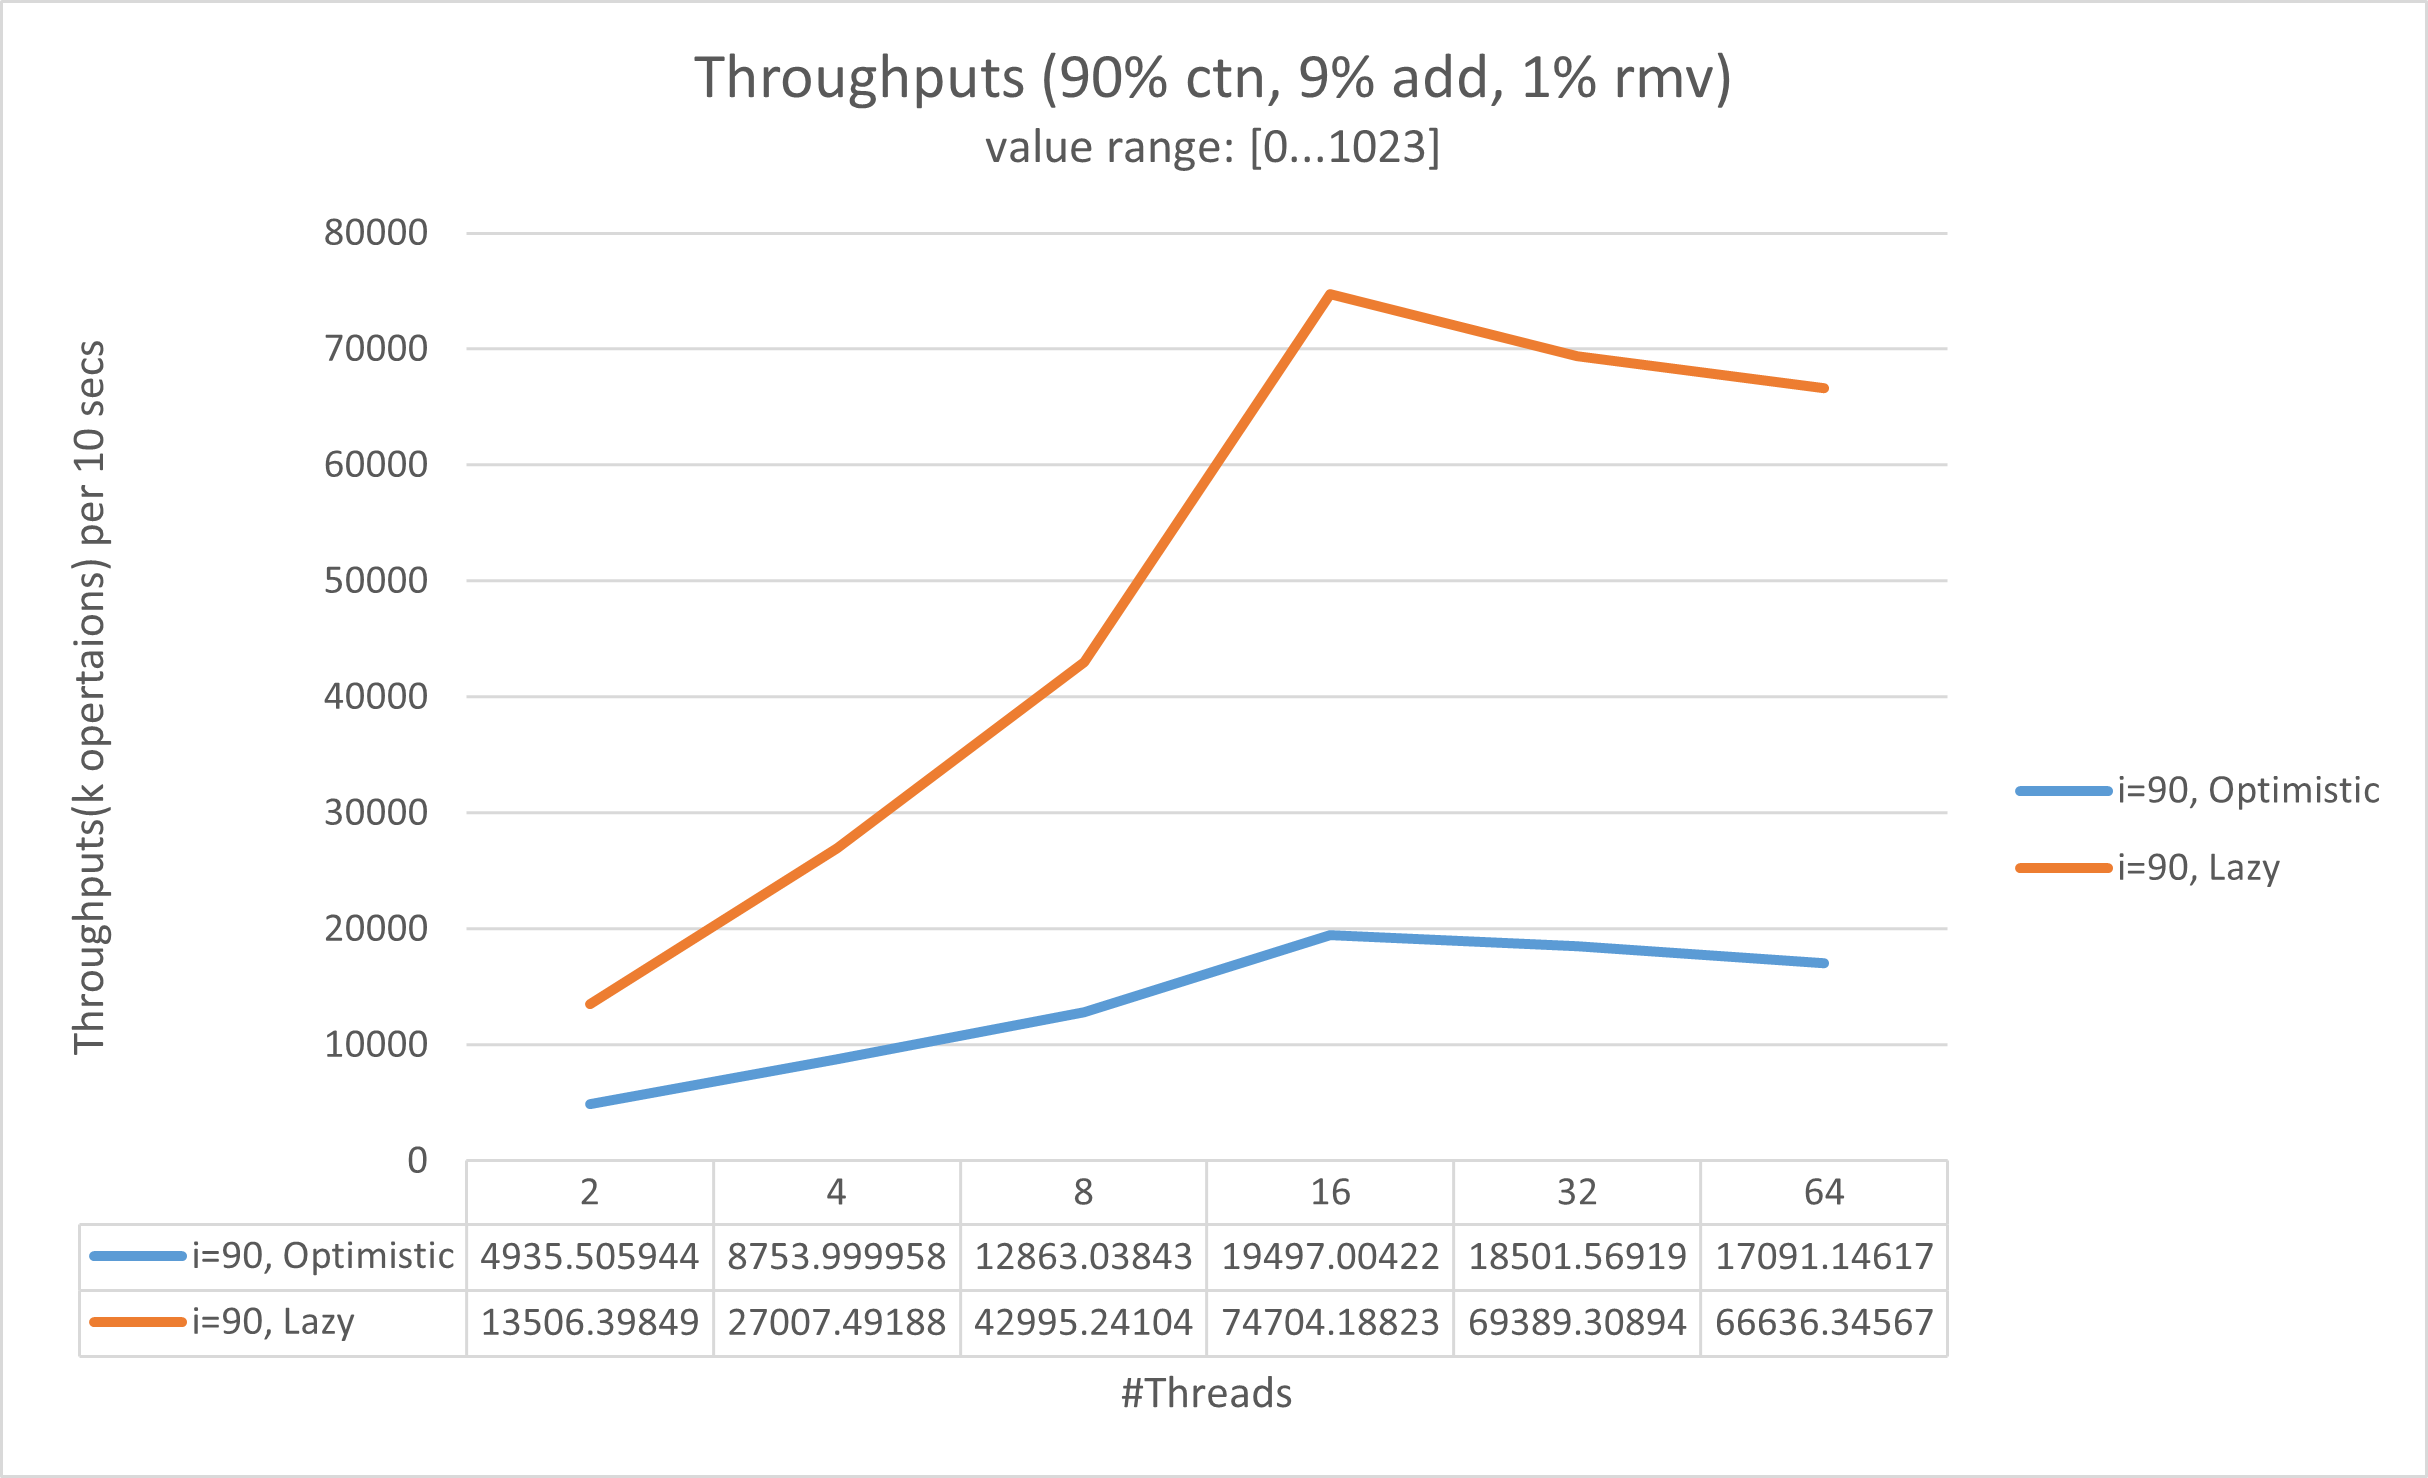 Throughputs (90% ctn, 9% add, 1% rmv)
value range: [0...1023]
Throughputs(k opertaions) per 10 secs
80000
70000
60000
50000
40000
30000
20000
10000
0
i=90, Optimistic
i=90, Lazy
2 4 8 16 32 64
i=90, Optimistic 4935.505944 8753.999958 12863.03843 19497.00422 18501.56919 17091.14617
i=90, Lazy 13506.39849 27007.49188 42995.24104 74704.18823 69389.30894 66636.34567
#Threads